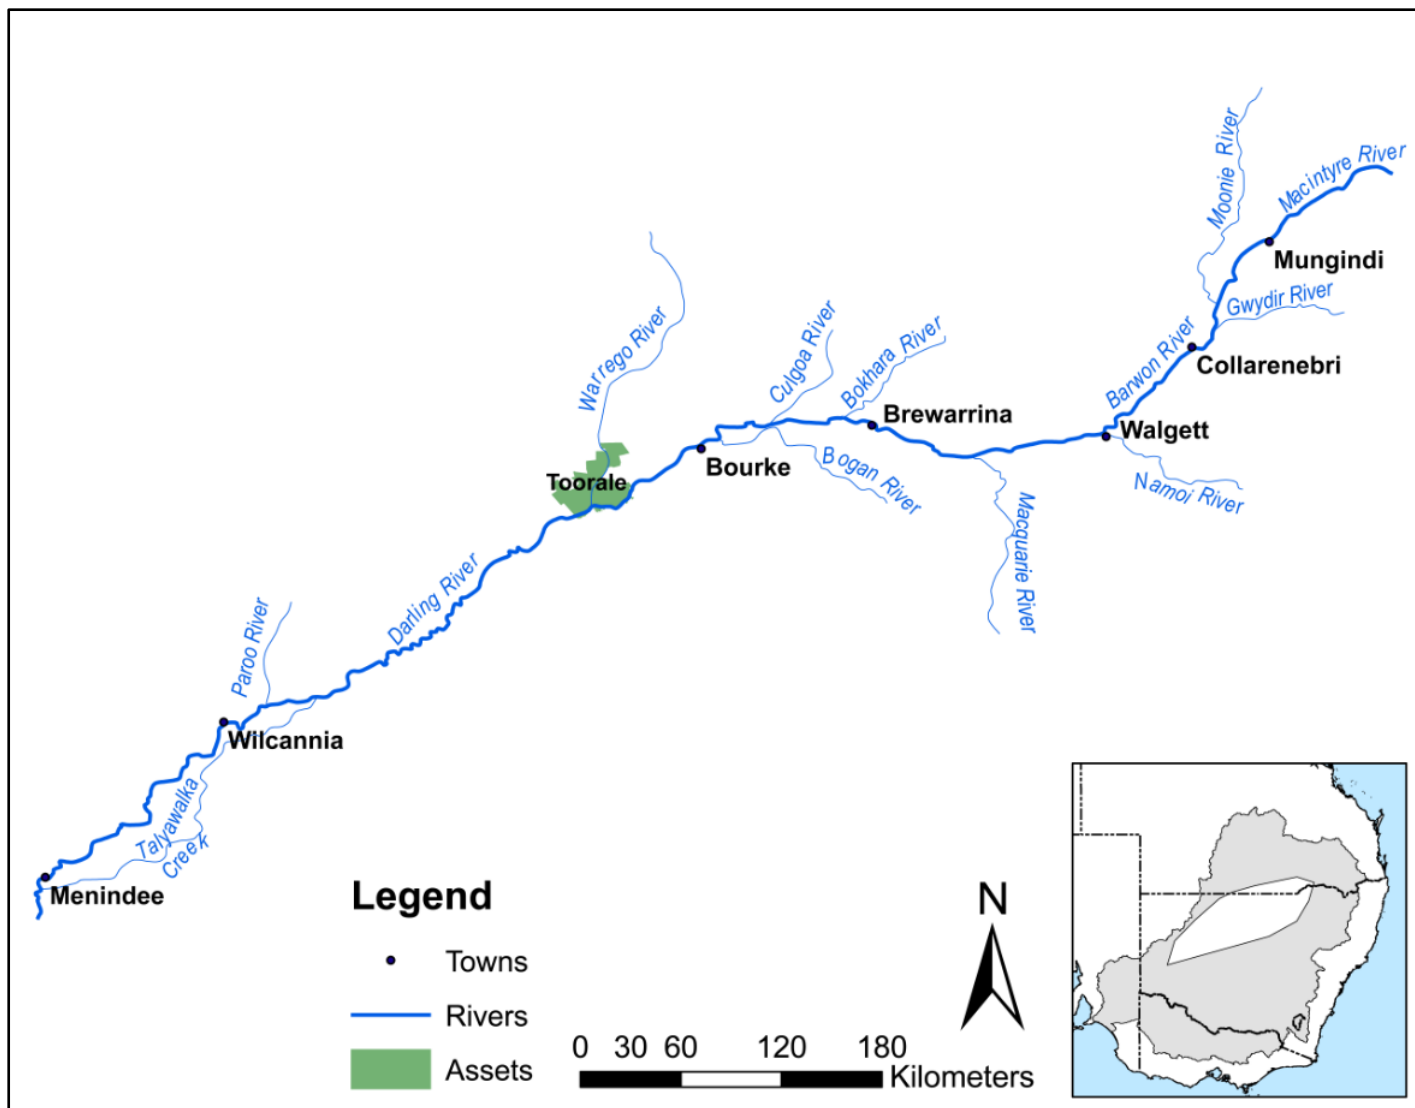 Moonie River
Macintyre River
Mungindi
Gwydir River
Warrego River
Culgoa River
Bokhara River
Barwon River
Collarenebri
Brewarrina
Walgett
Bourke
Bogan River
Namoi River
Toorale
Macquarie River
Darling River
Paroo River
Wilcannia
Talyawalka
Creek
Menindee
Legend
Towns
Rivers
Assets
N
0 30 60 120 180
Kilometers